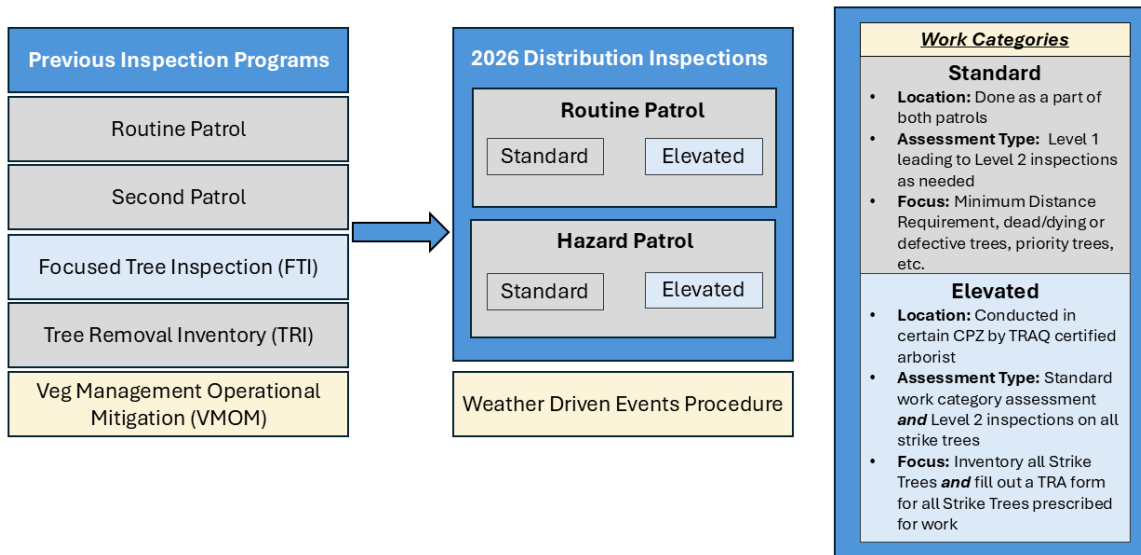 Previous Inspection Programs
Routine Patrol
Second Patrol
Focused Tree Inspection (FTI)
Tree Removal Inventory (TRI)
Veg Management Operational
Mitigation (VMOM)
2026 Distribution Inspections
Routine Patrol
Standard
Elevated
Hazard Patrol
Standard
Elevated
Weather Driven Events Procedure
Work Categories
Standard
• Location: Done as a part of
both patrols
• Assessment Type: Level 1
leading to Level 2 inspections
as needed
• Focus: Minimum Distance
Requirement, dead/dying or
defective trees, priority trees,
etc.
Elevated
• Location: Conducted in
certain CPZ by TRAQ certified
arborist
• Assessment Type: Standard
work category assessment
and Level 2 inspections on all
strike trees
• Focus: Inventory all Strike
Trees and fill out a TRA form
for all Strike Trees prescribed
for work